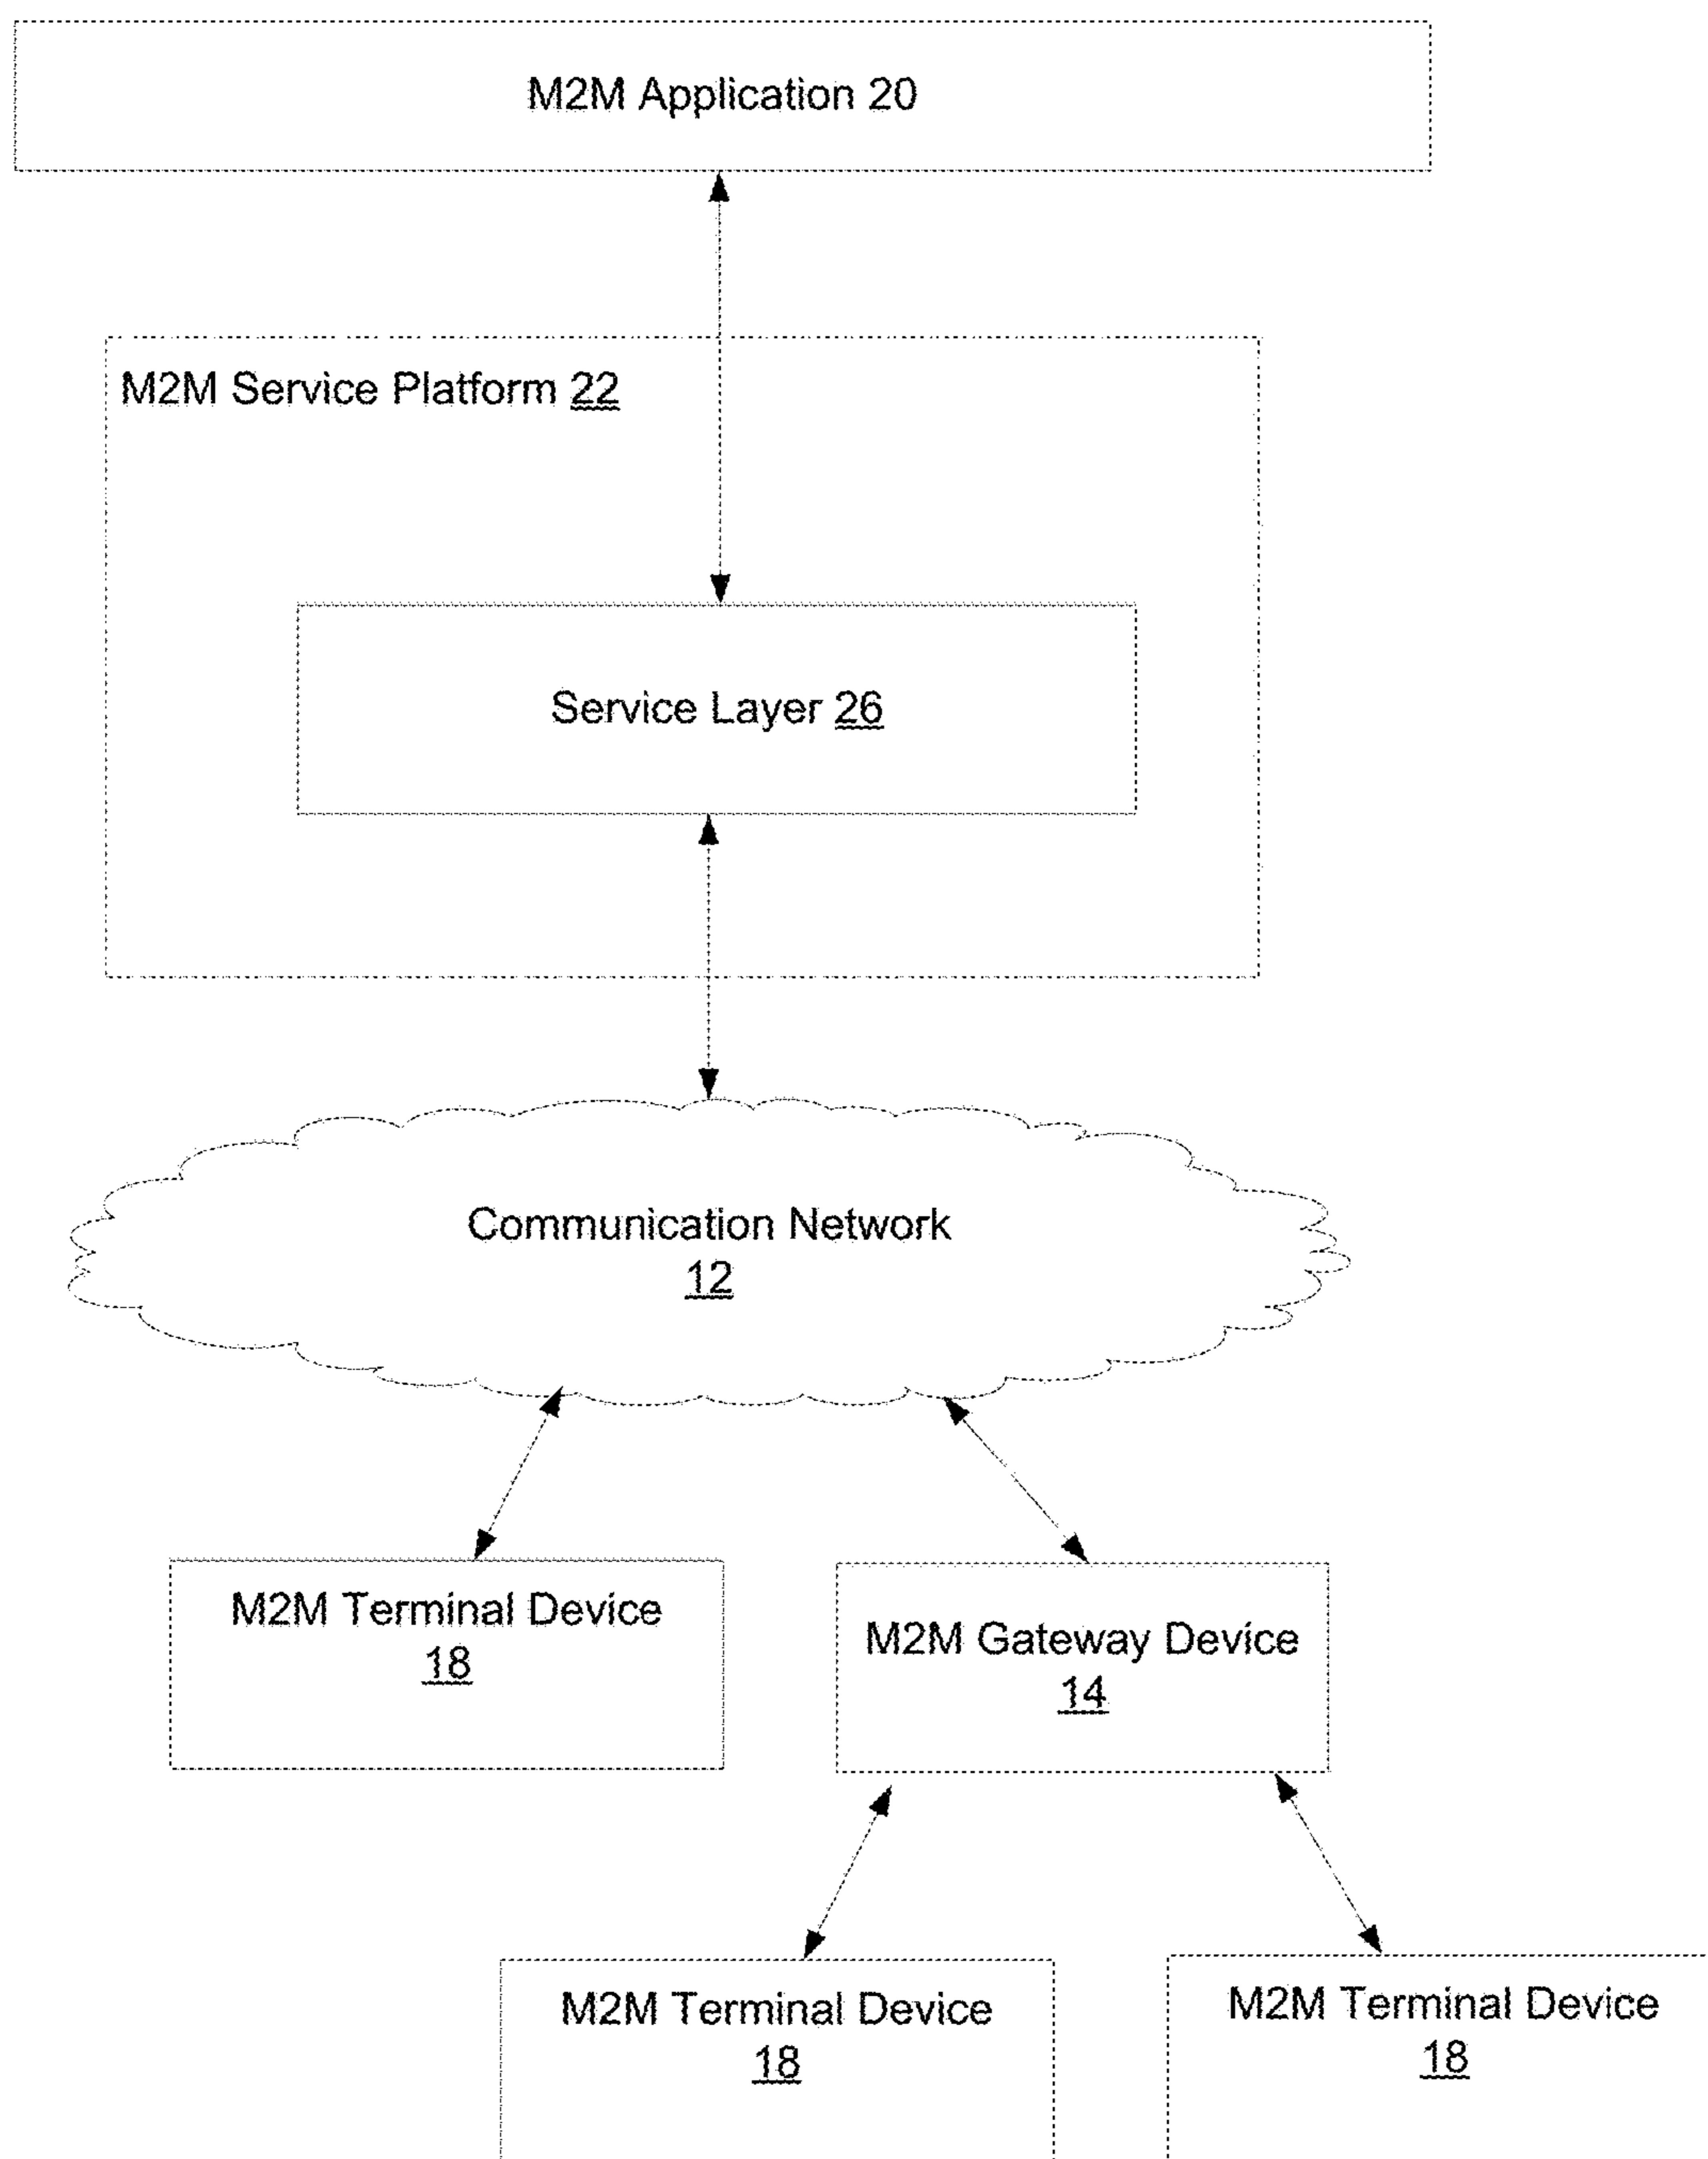 M2M Application 20
M2M Service Platform 22
Service Layer 26
Communication Network
12
M2M Terminal Device
18
M2M Gateway Device
14
M2M Terminal Device
18
M2M Terminal Device
18